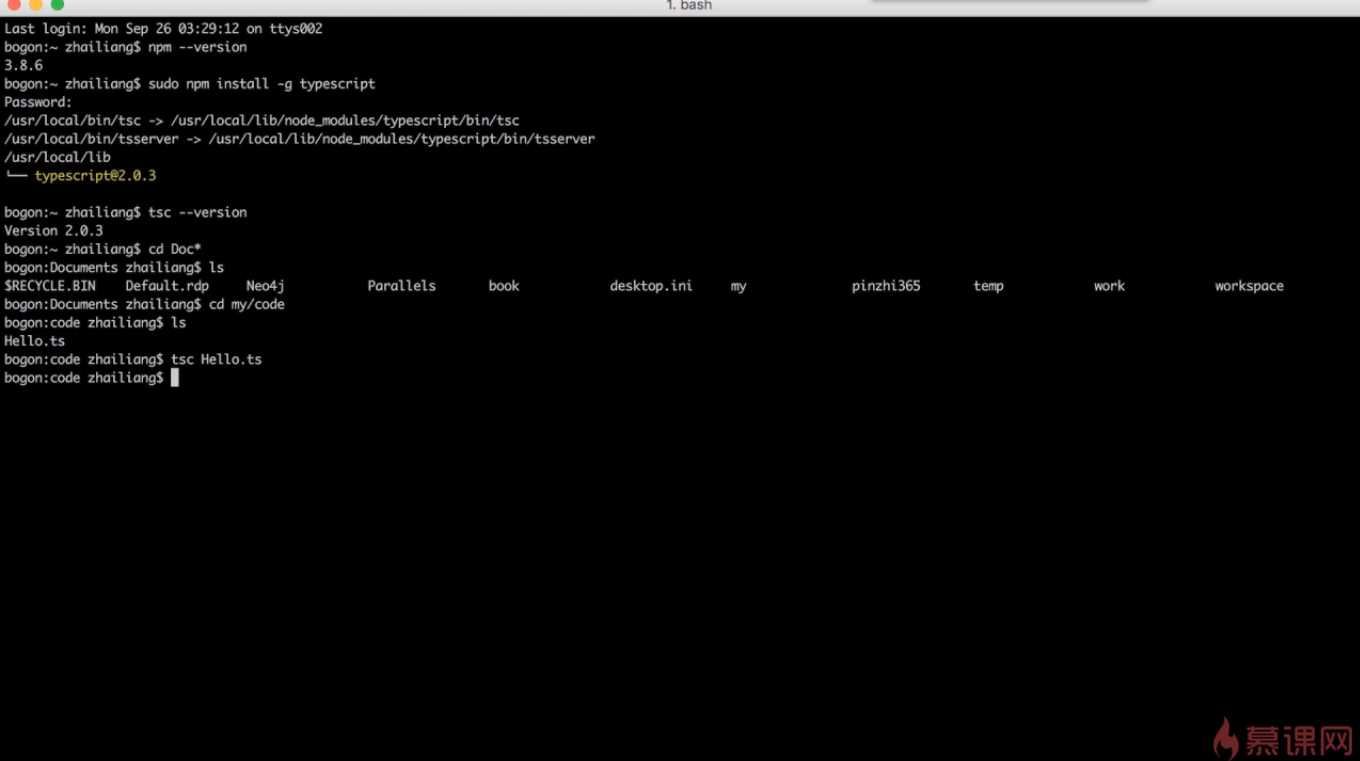 1. bash
Last login: Mon Sep 26 03:29:12 on ttys002
bogon:~ zhailiang$ npm --version
3.8.6
bogon:~ zhailiang$ sudo npm install -g typescript
Password:
/usr/local/bin/tsc -> /usr/local/lib/node_modules/typescript/bin/tsc
/usr/local/bin/tsserver -> /usr/local/lib/node_modules/typescript/bin/tsserver
/usr/local/lib
└── typescript@2.0.3
bogon:~ zhailiang$ tsc --version
Version 2.0.3
bogon:~ zhailiang$ cd Doc*
bogon:Documents zhailiang$ ls
$RECYCLE.BIN Default.rdp Neo4j Parallels book desktop.ini my pinzhi365 temp work workspace
bogon:Documents zhailiang$ cd my/code
bogon:code zhailiang$ ls
Hello.ts
bogon:code zhailiang$ tsc Hello.ts
bogon:code zhailiang$
慕课网